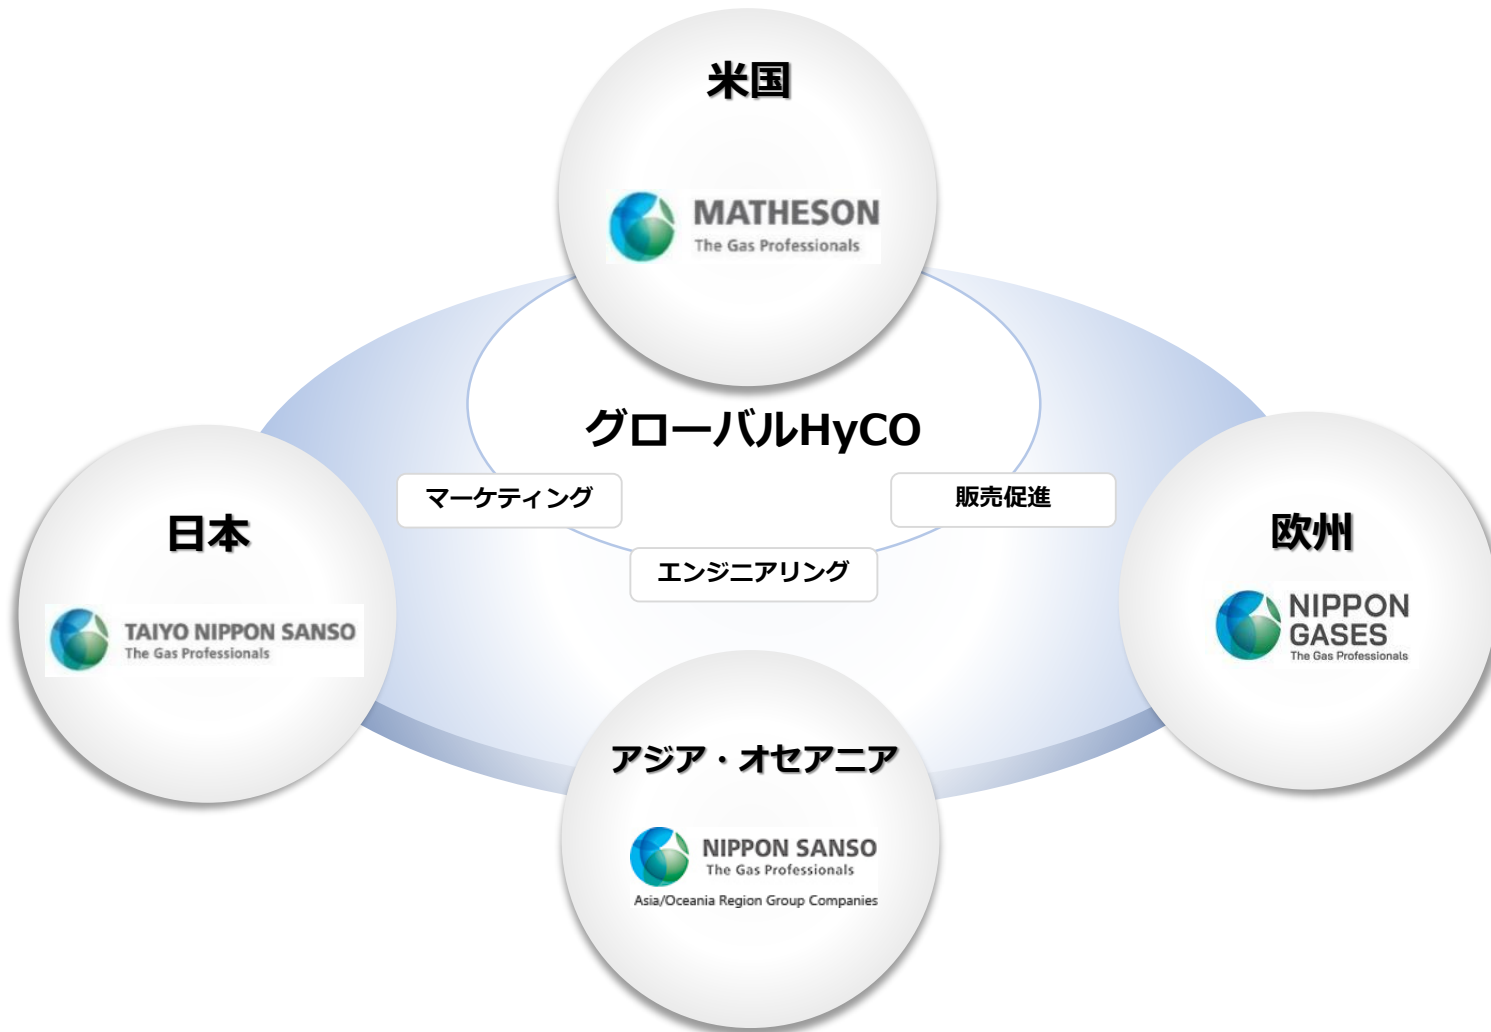 米国
MATHESON
The Gas Professionals
グローバルHyCO
マーケティング
販売促進
エンジニアリング
日本
TAIYO NIPPON SANSO
The Gas Professionals
欧州
NIPPON
GASES
The Gas Professionals
アジア・オセアニア
NIPPON SANSO
The Gas Professionals
Asia/Oceania Region Group Companies